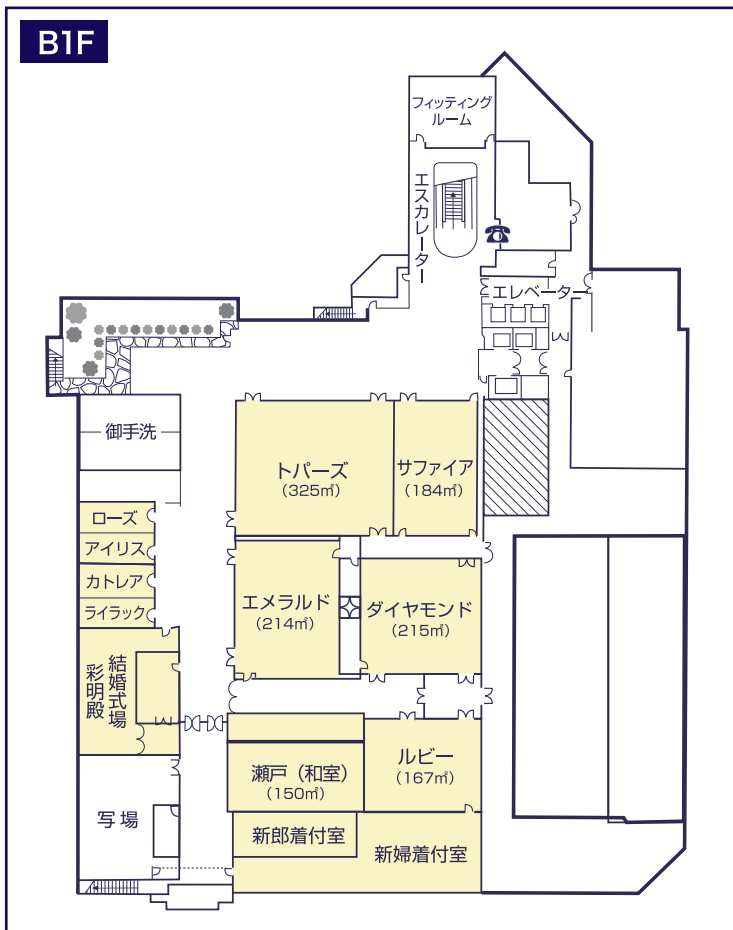 B1F
フィッティング
ルーム
エスカレーター
エレベーター
御手洗
トパーズ
(325㎡)
サファイア
(184㎡)
ローズ
アイリス
カトレア
ライラック
エメラルド
(214㎡)
ダイヤモンド
(215㎡)
結婚式場
彩明殿
ルビー
(167㎡)
瀬戸（和室）
(150㎡)
写場
新郎着付室
新婦着付室